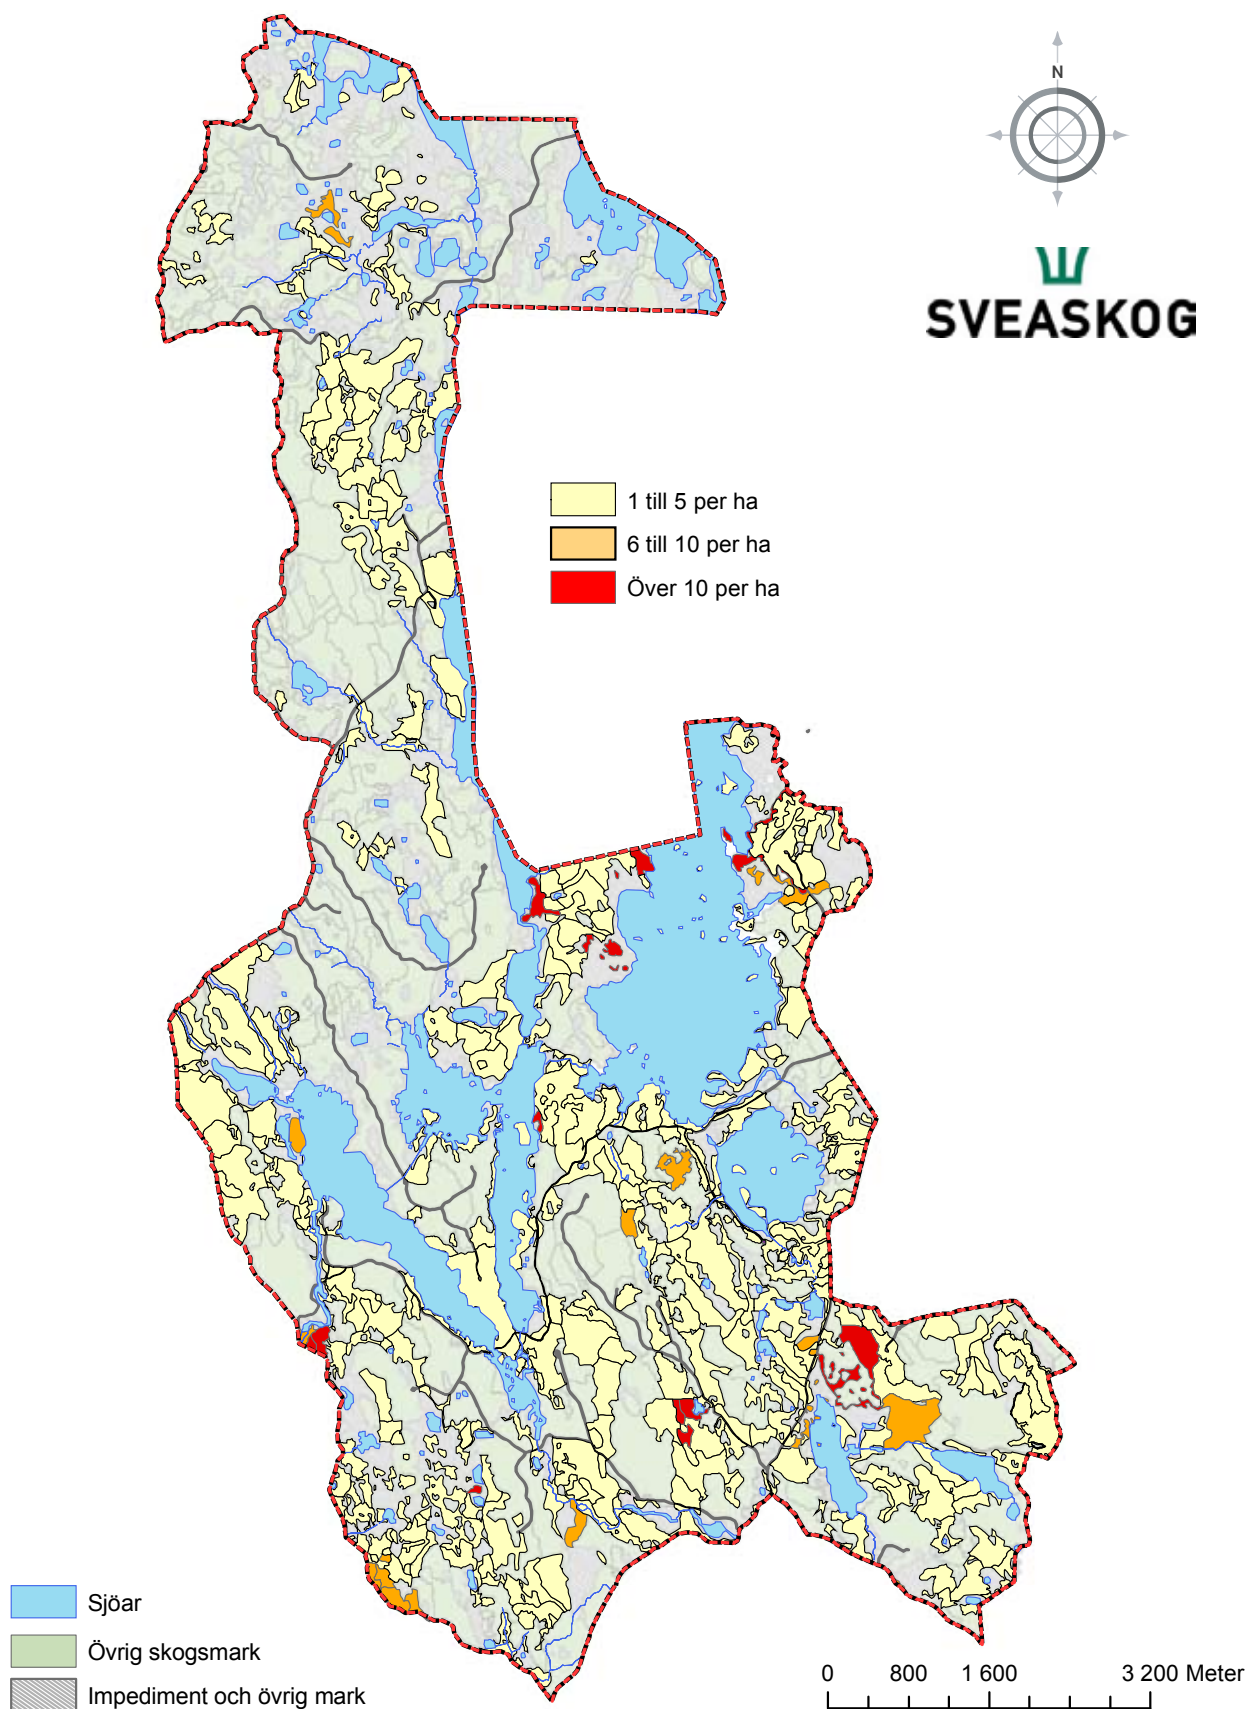 N
SVEASKOG
1 till 5 per ha
6 till 10 per ha
Över 10 per ha
Sjöar
Övrig skogsmark
Impediment och övrig mark
0 800 1 600 3 200 Meter